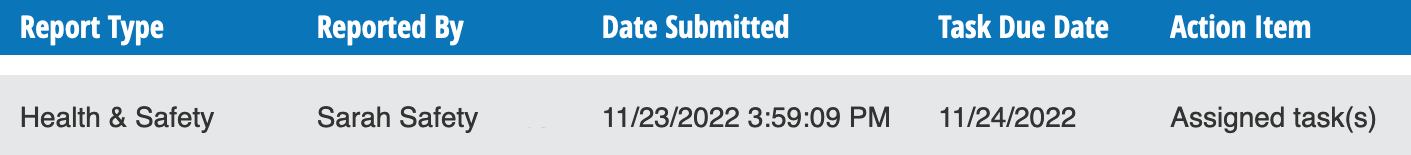 Report Type Reported By Date Submitted Task Due Date Action Item
Health & Safety Sarah Safety 11/23/2022 3:59:09 PM 11/24/2022 Assigned task(s)